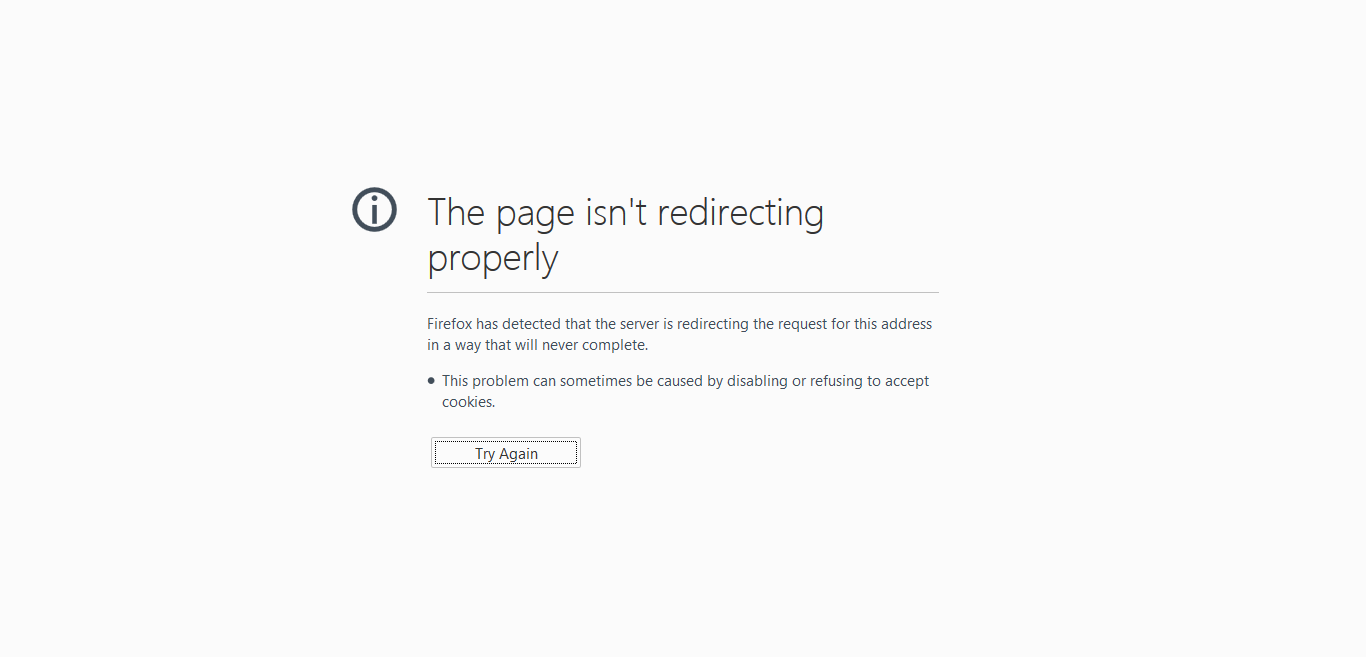 The page isn't redirecting
properly
Firefox has detected that the server is redirecting the request for this address
in a way that will never complete.
• This problem can sometimes be caused by disabling or refusing to accept
cookies.
Try Again